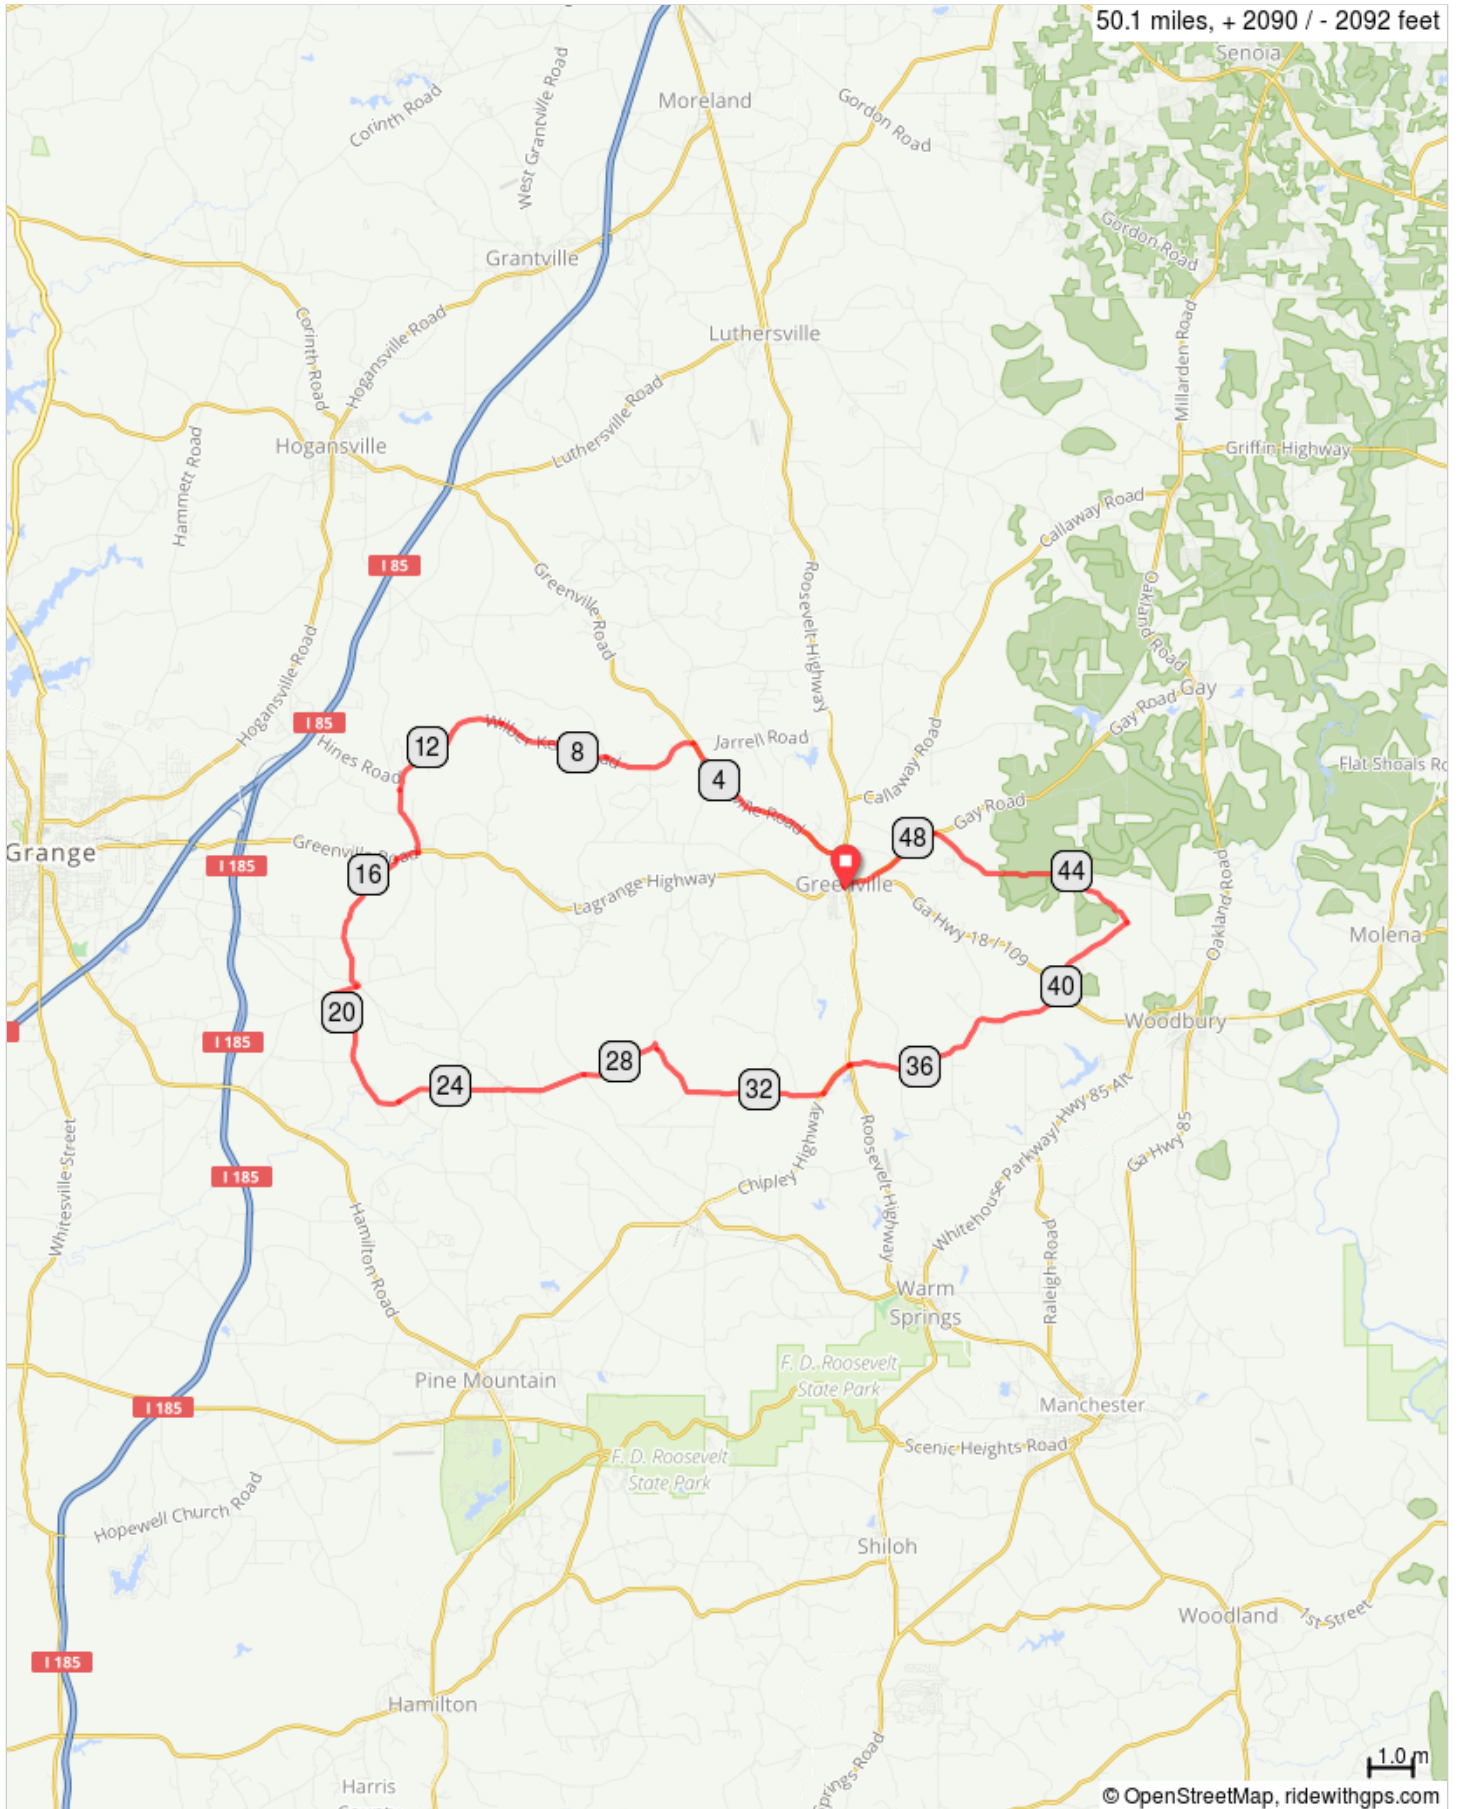 50.1 miles, + 2090 / - 2092 feet
Senoia
Moreland
Gordon Road
Corinth Road
West Grantville Road
Gordon Road
Grantville
Corinth Road
Hogansville Road
Luthersville
Millarden Road
Luthersville Road
Hogansville
Hammett Road
Griffin Highway
Callaway Road
I 85
Greenville Road
Roosevelt Highway
Oakland Road
Hogansville Road
Gay
Gay Road
I 85
Wilber
Jarrell Road
Hines Road
12
8
4
Callaway Road
Flat Shoals
Gay Road
48
Grange
Greenville Road
I 185
16
44
Greenville
Lagrange Highway
Oakland Road
Ga Hwy 18 / 109
Molena
20
40
Woodbury
I 185
28
36
24
32
Whitehouse Parkway/ Hwy 85 Alt
Whitesville Street
Roosevelt Highway
Chipley Highway
Ga Hwy 85
I 185
Hamilton Road
Raleigh Road
Warm
Springs
F. D. Roosevelt
State Park
Pine Mountain
I 185
Manchester
Scenic Heights Road
F. D. Roosevelt
State Park
Hopewell Church Road
Shiloh
Woodland
1st Street
I 185
Hamilton
Springs Road
Harris
1.0 m
© OpenStreetMap, ridewithgps.com